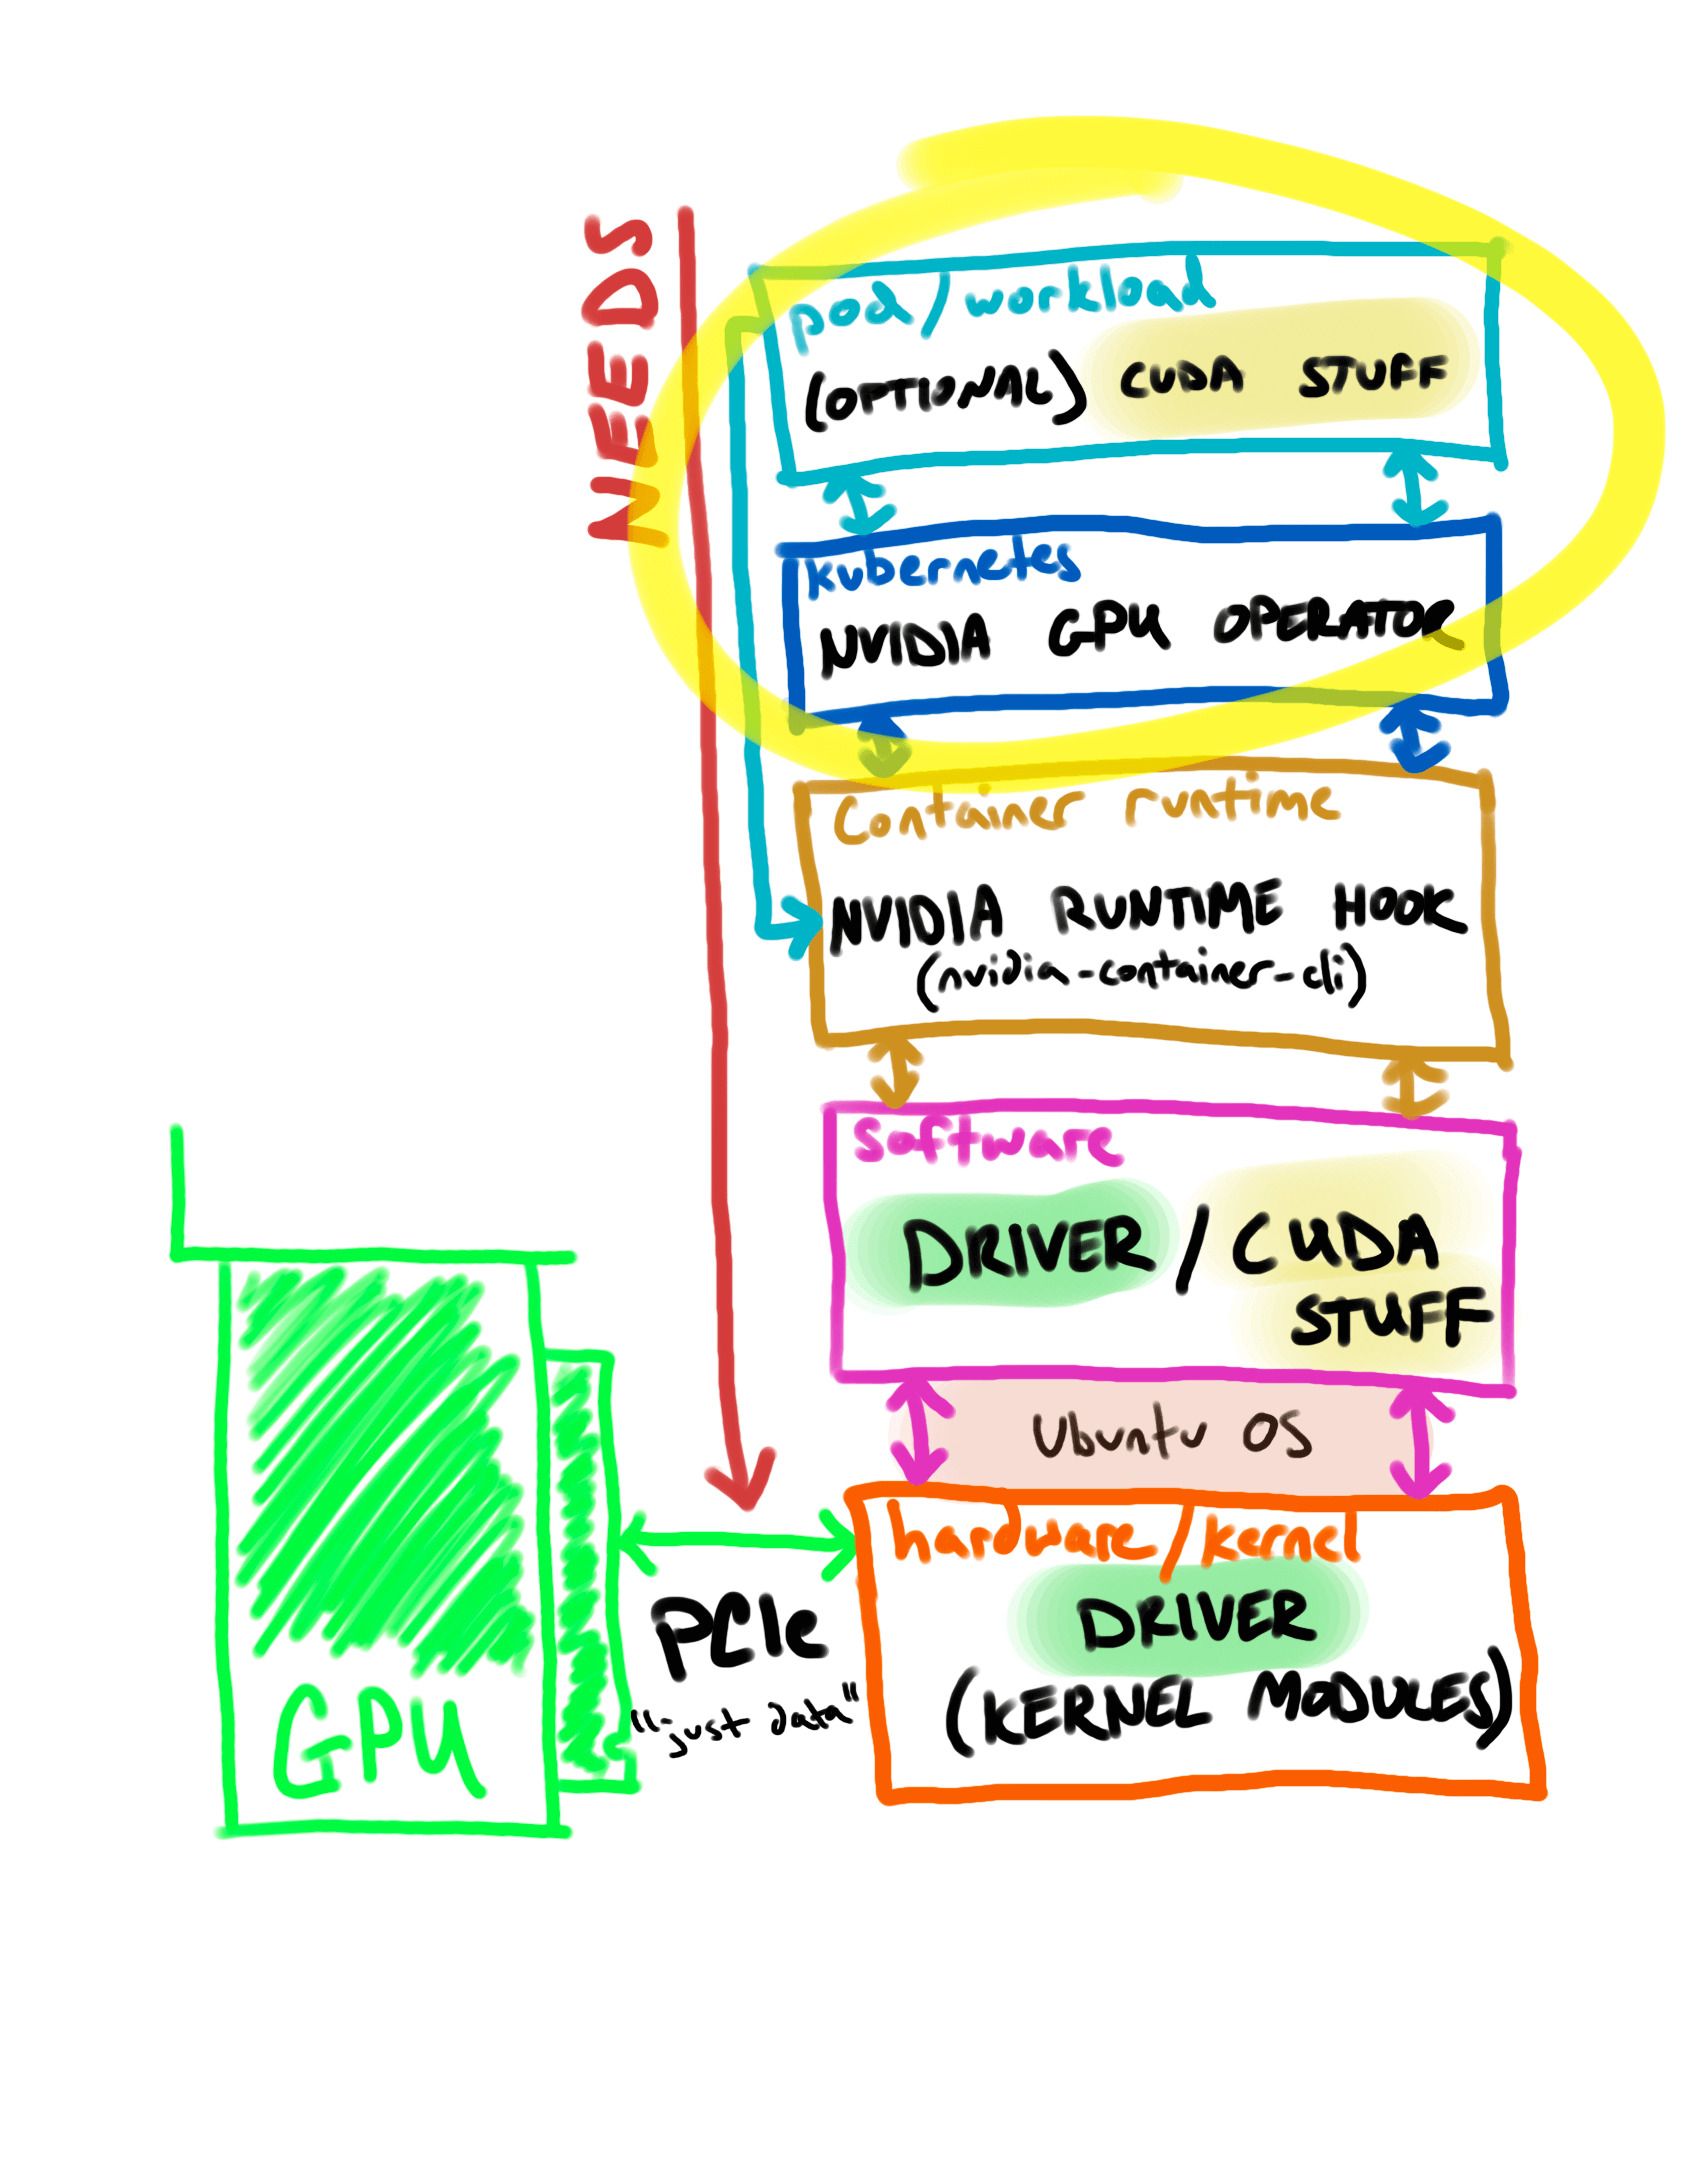 NEEDS
pod/workload
(OPTIONAL) CUDA STUFF
kubernetes
NVIDIA GPU OPERATOR
Container runtime
NVIDIA RUNTIME HOOK
(nvidia-container-cli)
Software
DRIVER / CUDA
STUFF
Ubuntu OS
hardware/kernel
DRIVER
(KERNEL MODULES)
PCIe
"just data"
GPU